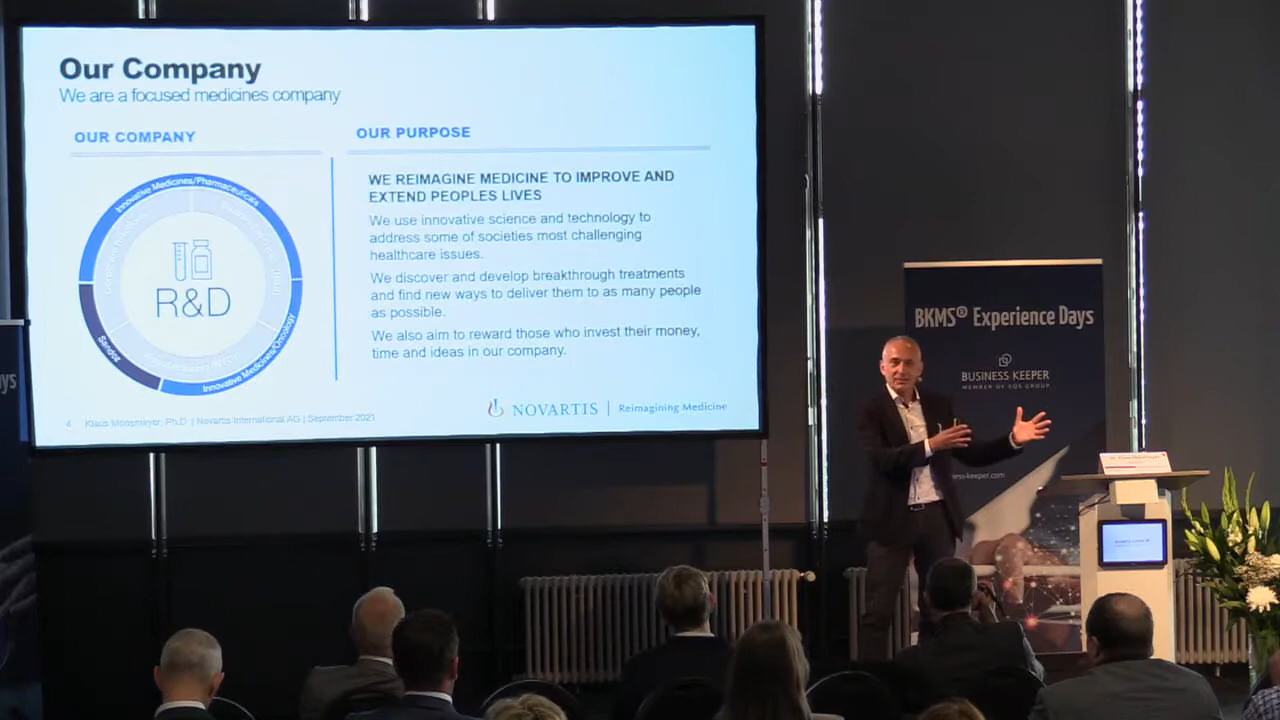 Our Company
We are a focused medicines company
OUR COMPANY
OUR PURPOSE
Innovative Medicines/Pharmaceuticals
Sandoz
Innovative Medicines/Oncology
R&D
WE REIMAGINE MEDICINE TO IMPROVE AND
EXTEND PEOPLES LIVES
We use innovative science and technology to
address some of societies most challenging
healthcare issues.
We discover and develop breakthrough treatments
and find new ways to deliver them to as many people
as possible.
We also aim to reward those who invest their money,
time and ideas in our company.
4 Klaus Moosmayer, Ph.D. | Novartis International AG | September 2021
NOVARTIS | Reimagining Medicine
BKMS® Experience Days
BUSINESS KEEPER
MEMBER OF EQS GROUP
ess-keeper.com
ays